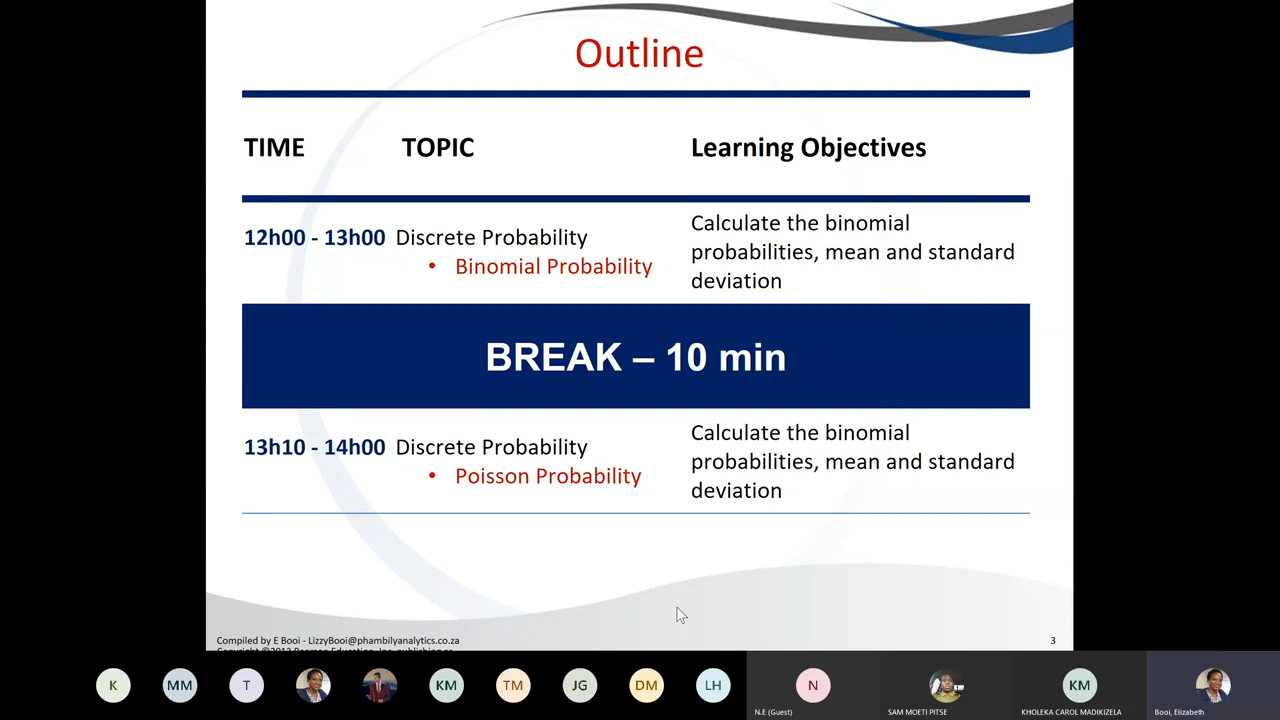 Outline
TIME TOPIC Learning Objectives
12h00 - 13h00 Discrete Probability
• Binomial Probability
Calculate the binomial
probabilities, mean and standard
deviation
BREAK – 10 min
13h10 - 14h00 Discrete Probability
• Poisson Probability
Calculate the binomial
probabilities, mean and standard
deviation
Compiled by E Booi - LizzyBooi@phambilyanalytics.co.za
3
K MM T KM TM JG DM LH N KM
N.E (Guest) SAM MOETI PITSE KHOLEKA CAROL MADIKIZELA Booi, Elizabeth